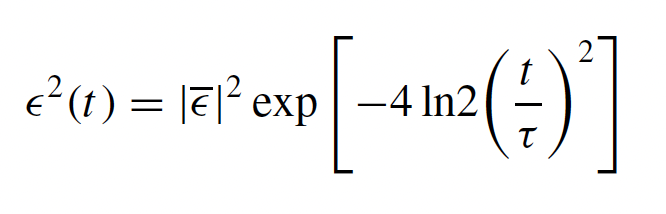 ϵ²(t) = |ϵ̅|² exp[−4 ln2(t/τ)²]